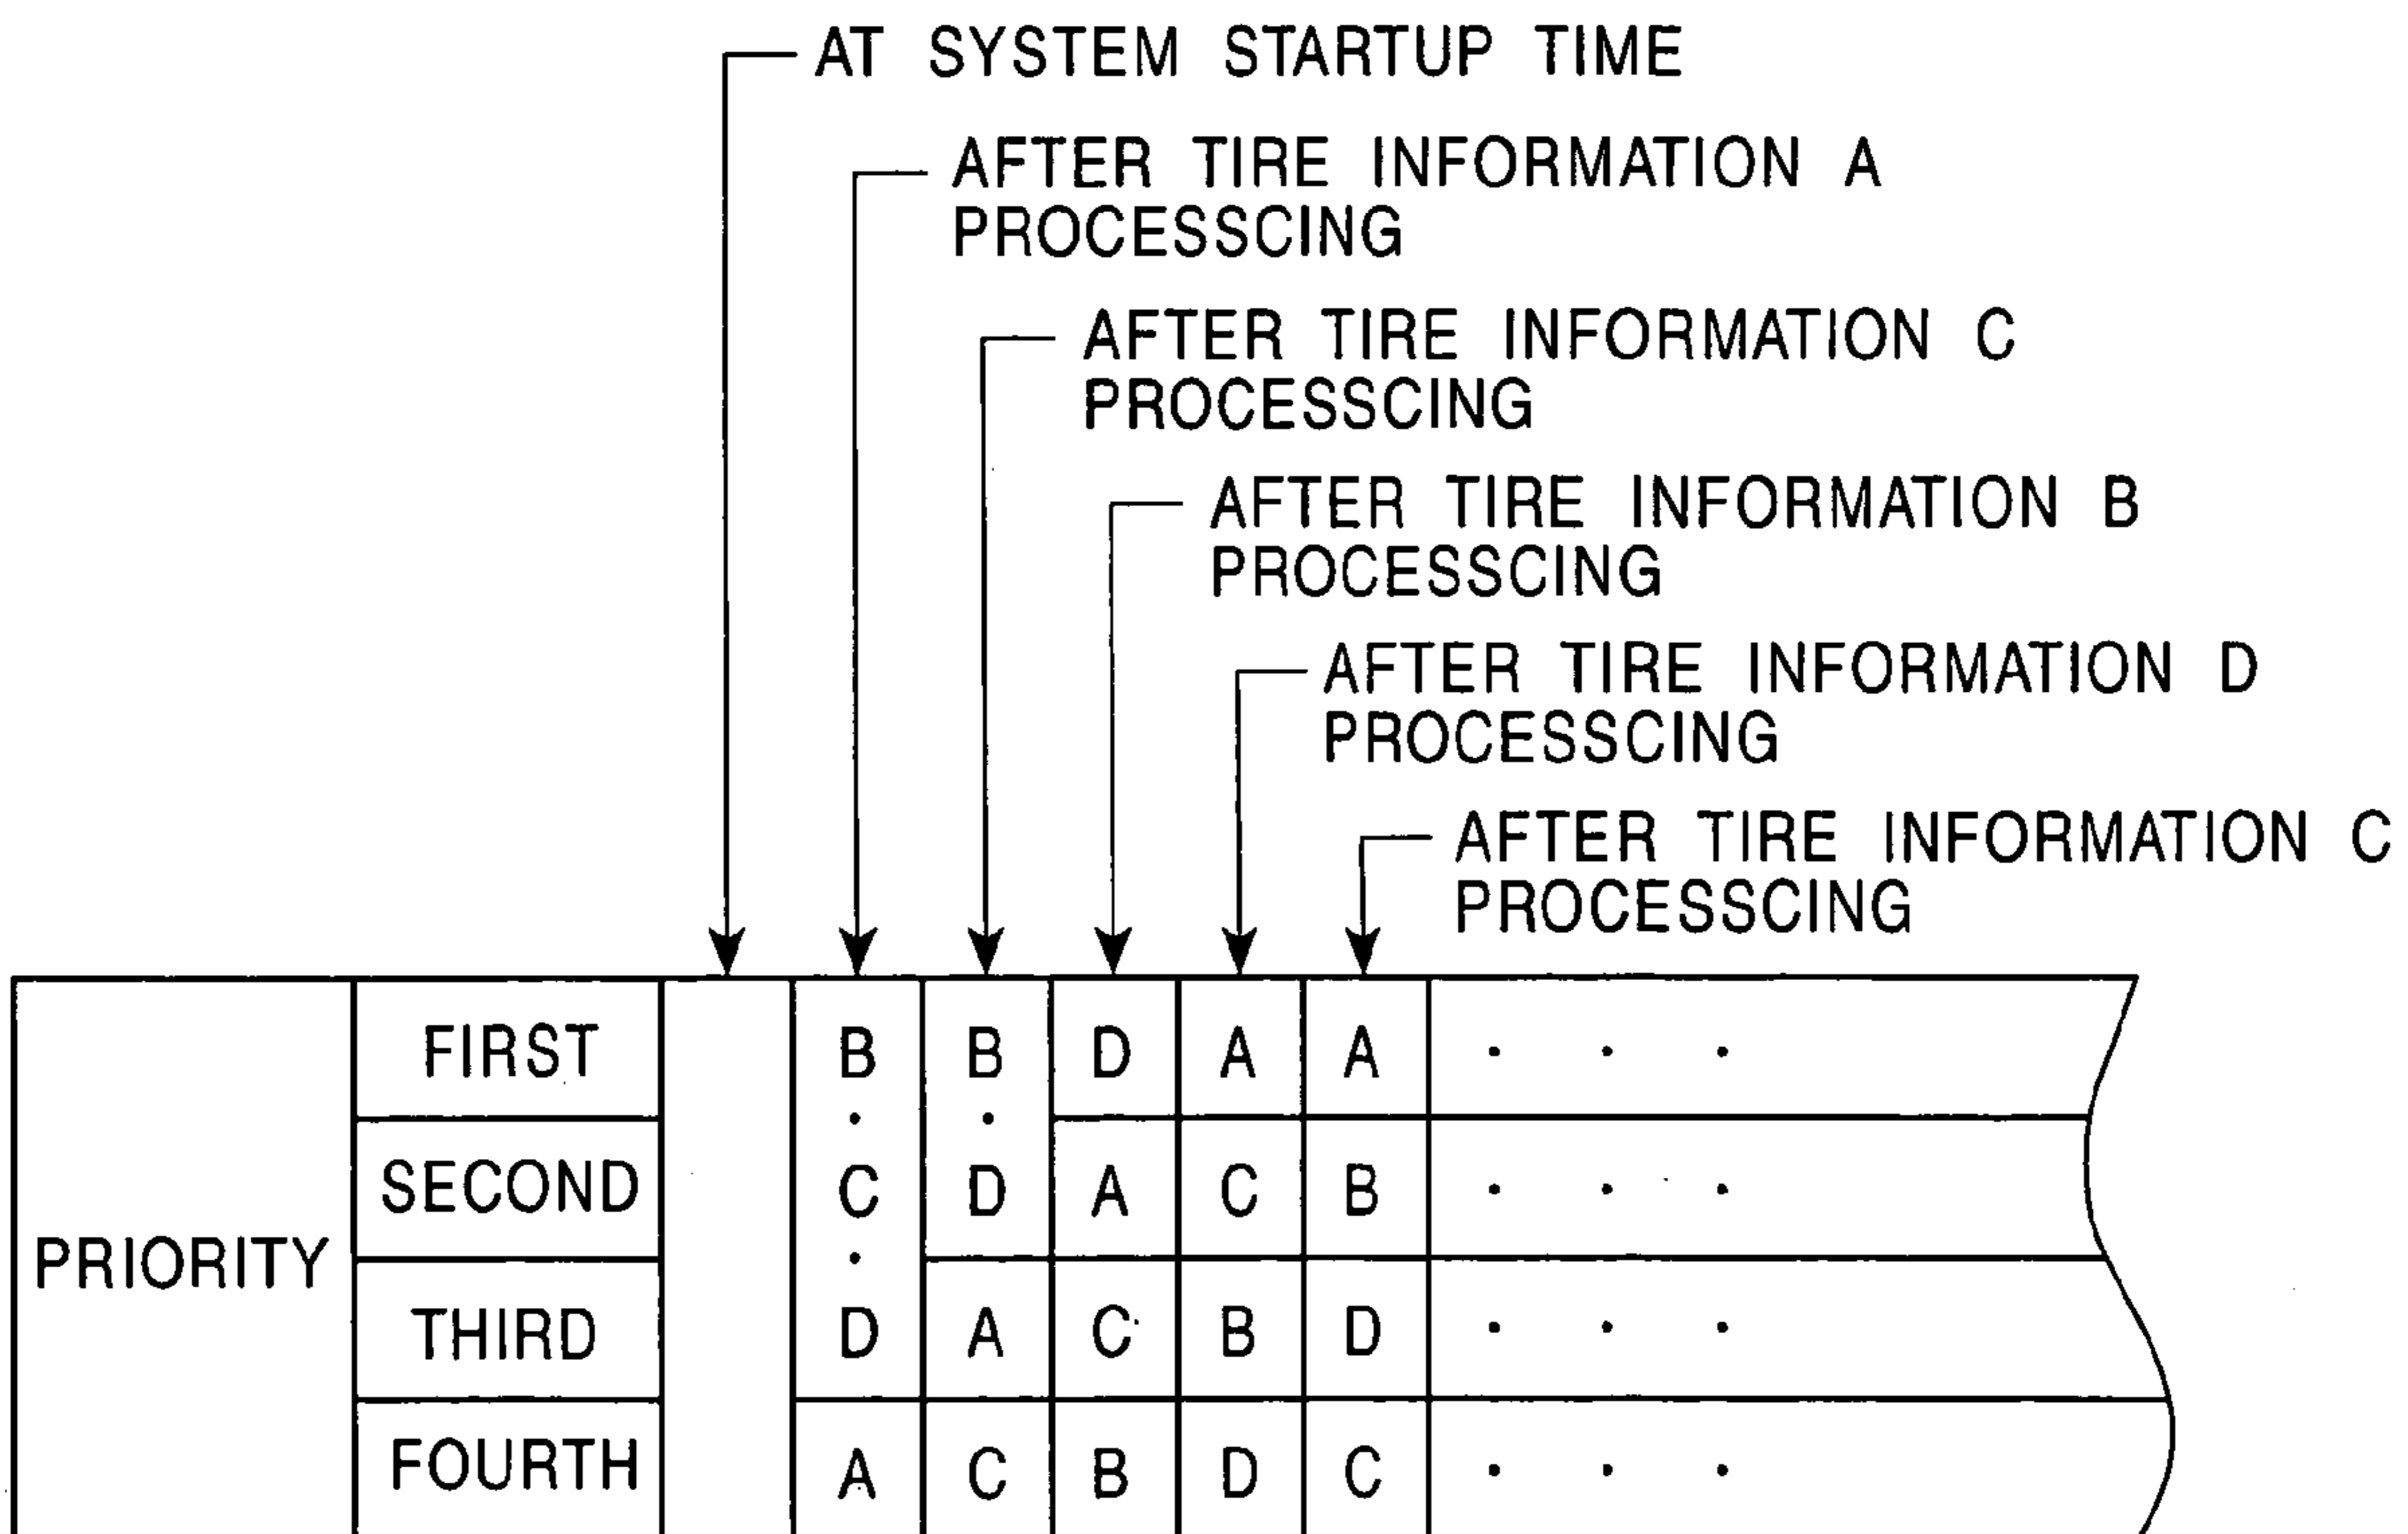 AT SYSTEM STARTUP TIME
AFTER TIRE INFORMATION A
PROCESSCING
AFTER TIRE INFORMATION C
PROCESSCING
AFTER TIRE INFORMATION B
PROCESSCING
AFTER TIRE INFORMATION D
PROCESSCING
AFTER TIRE INFORMATION C
PROCESSCING
PRIORITY
FIRST B B D A A · · ·
· ·
SECOND C D A C B · · ·
·
THIRD D A C B D · · ·
FOURTH A C B D C · · ·